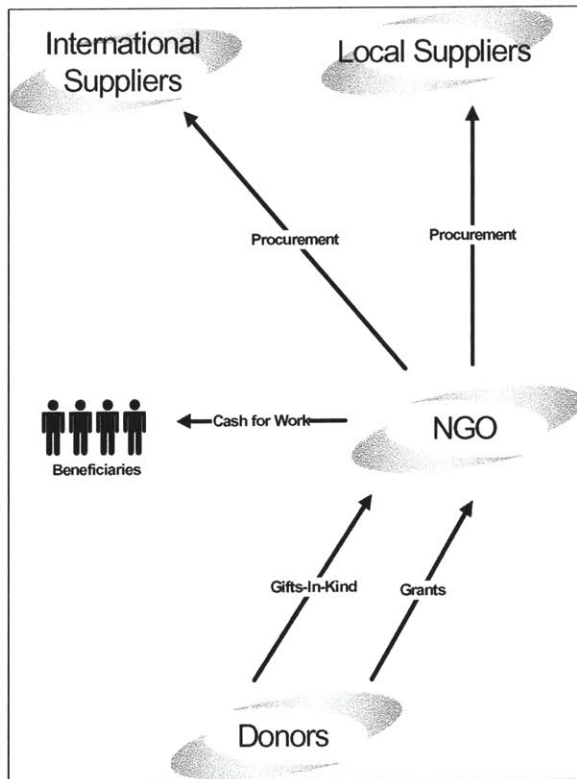 International
Suppliers
Local Suppliers
Procurement
Procurement
Cash for Work
NGO
Beneficiaries
Gifts-In-Kind
Grants
Donors